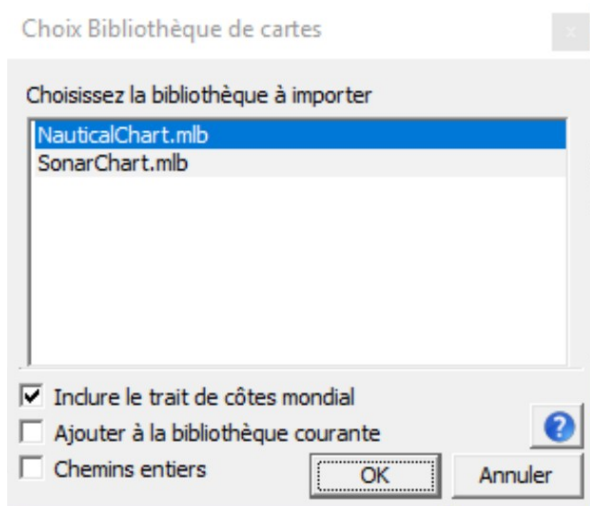 Choix Bibliothèque de cartes
x
Choisissez la bibliothèque à importer
NauticalChart.mlb
SonarChart.mlb
Inclure le trait de côtes mondial
Ajouter à la bibliothèque courante
?
Chemins entiers
OK
Annuler